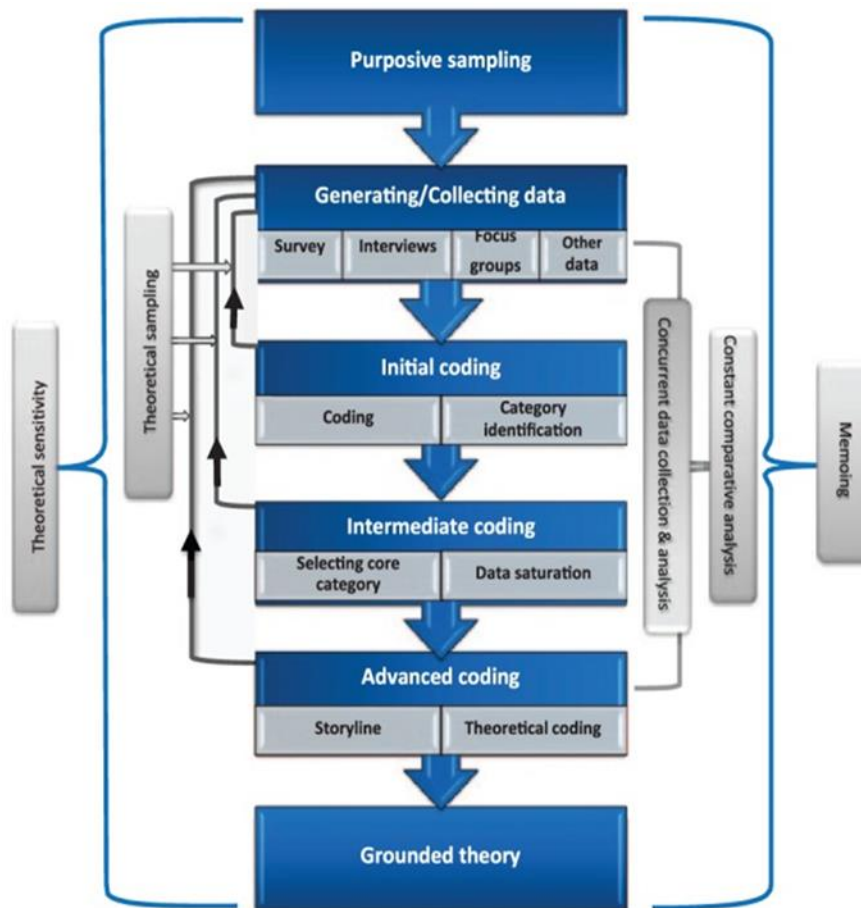 Purposive sampling
Generating/Collecting data
Survey
Interviews
Focus
groups
Other
data
Initial coding
Coding
Category
identification
Intermediate coding
Selecting core
category
Data saturation
Advanced coding
Storyline
Theoretical coding
Grounded theory
Theoretical sensitivity
Theoretical sampling
Concurrent data collection & analysis
Constant comparative analysis
Memoing